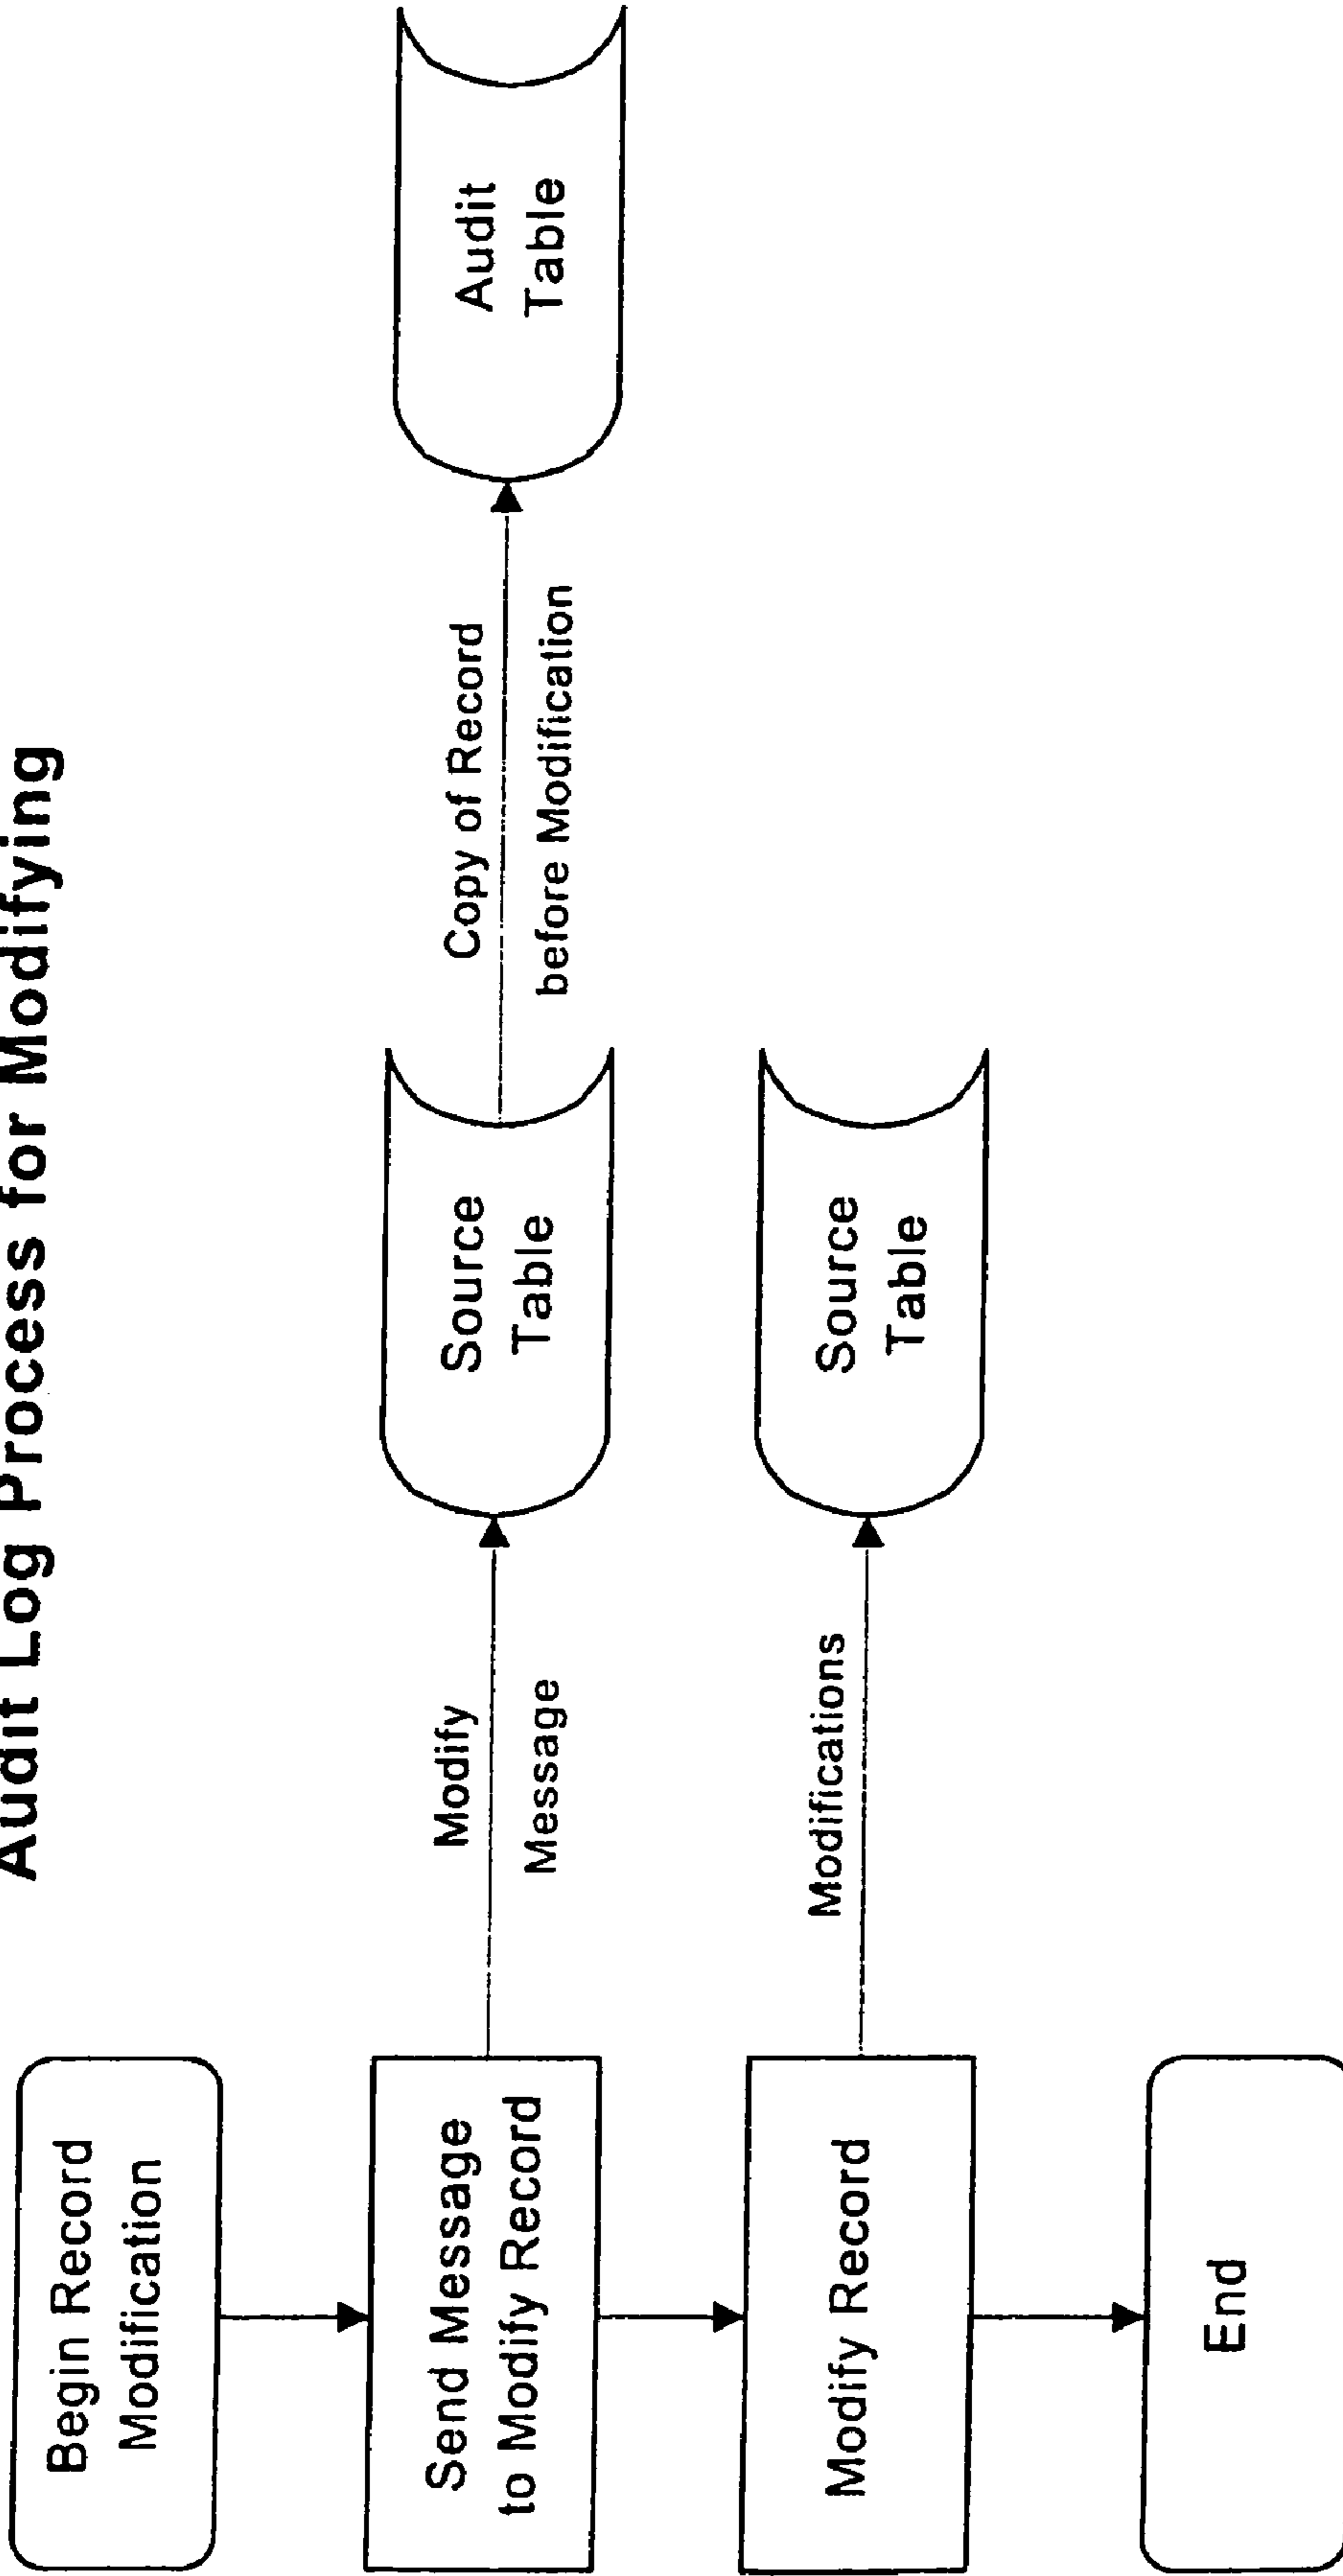 Audit Log Process for Modifying
Begin Record
Modification
Send Message
to Modify Record
Modify
Message
Source
Table
Copy of Record
before Modification
Audit
Table
Modify Record
Modifications
Source
Table
End